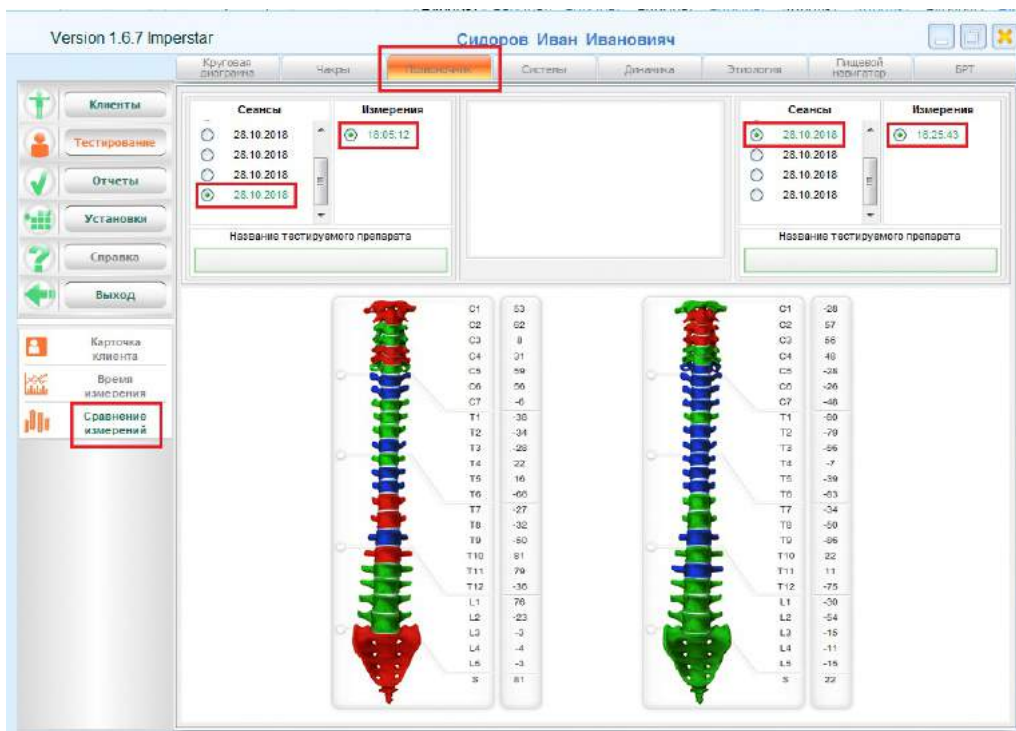 Version 1.6.7 Imperstar
Сидоров Иван Ивановияч
Круговая диаграмма
Чакры
Позвоночник
Системы
Динамика
Этиология
Пищевой навигатор
БРТ
Клиенты
Тестирование
Отчеты
Установки
Справка
Выход
Карточка клиента
Время измерения
Сравнение измерений
Сеансы
Измерения
28.10.2018
18:05:12
28.10.2018
28.10.2018
28.10.2018
Название тестируемого препарата
Сеансы
Измерения
28.10.2018
18:25:43
28.10.2018
28.10.2018
28.10.2018
Название тестируемого препарата
C1 53
C2 62
C3 8
C4 31
C5 59
C6 56
C7 -6
T1 -38
T2 -34
T3 -28
T4 22
T5 16
T6 -66
T7 -27
T8 -32
T9 -50
T10 81
T11 79
T12 -36
L1 76
L2 -23
L3 -3
L4 -4
L5 -3
S 81
C1 -28
C2 57
C3 56
C4 48
C5 -28
C6 -26
C7 -48
T1 -60
T2 -79
T3 -56
T4 -7
T5 -39
T6 -83
T7 -34
T8 -50
T9 -86
T10 22
T11 11
T12 -75
L1 -30
L2 -54
L3 -15
L4 -11
L5 -15
S 22